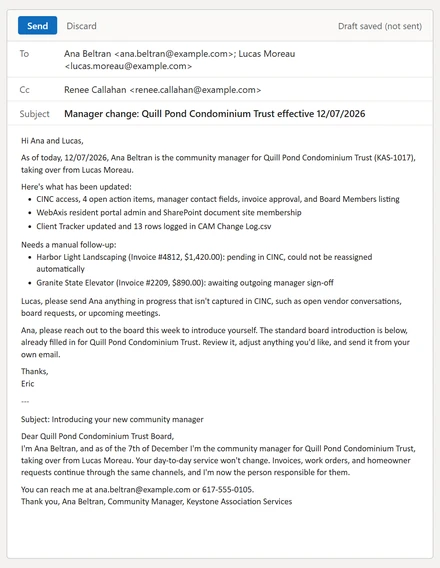 Send Discard Draft saved (not sent)
To Ana Beltran <ana.beltran@example.com>; Lucas Moreau
<lucas.moreau@example.com>
Cc Renee Callahan <renee.callahan@example.com>
Subject Manager change: Quill Pond Condominium Trust effective 12/07/2026
Hi Ana and Lucas,
As of today, 12/07/2026, Ana Beltran is the community manager for Quill Pond Condominium Trust (KAS-1017),
taking over from Lucas Moreau.
Here's what has been updated:
• CINC access, 4 open action items, manager contact fields, invoice approval, and Board Members listing
• WebAxis resident portal admin and SharePoint document site membership
• Client Tracker updated and 13 rows logged in CAM Change Log.csv
Needs a manual follow-up:
• Harbor Light Landscaping (Invoice #4812, $1,420.00): pending in CINC, could not be reassigned
automatically
• Granite State Elevator (Invoice #2209, $890.00): awaiting outgoing manager sign-off
Lucas, please send Ana anything in progress that isn't captured in CINC, such as open vendor conversations,
board requests, or upcoming meetings.
Ana, please reach out to the board this week to introduce yourself. The standard board introduction is below,
already filled in for Quill Pond Condominium Trust. Review it, adjust anything you'd like, and send it from your
own email.
Thanks,
Eric
---
Subject: Introducing your new community manager
Dear Quill Pond Condominium Trust Board,
I'm Ana Beltran, and as of the 7th of December I'm the community manager for Quill Pond Condominium Trust,
taking over from Lucas Moreau. Your day-to-day service won't change. Invoices, work orders, and homeowner
requests continue through the same channels, and I'm now the person responsible for them.
You can reach me at ana.beltran@example.com or 617-555-0105.
Thank you, Ana Beltran, Community Manager, Keystone Association Services